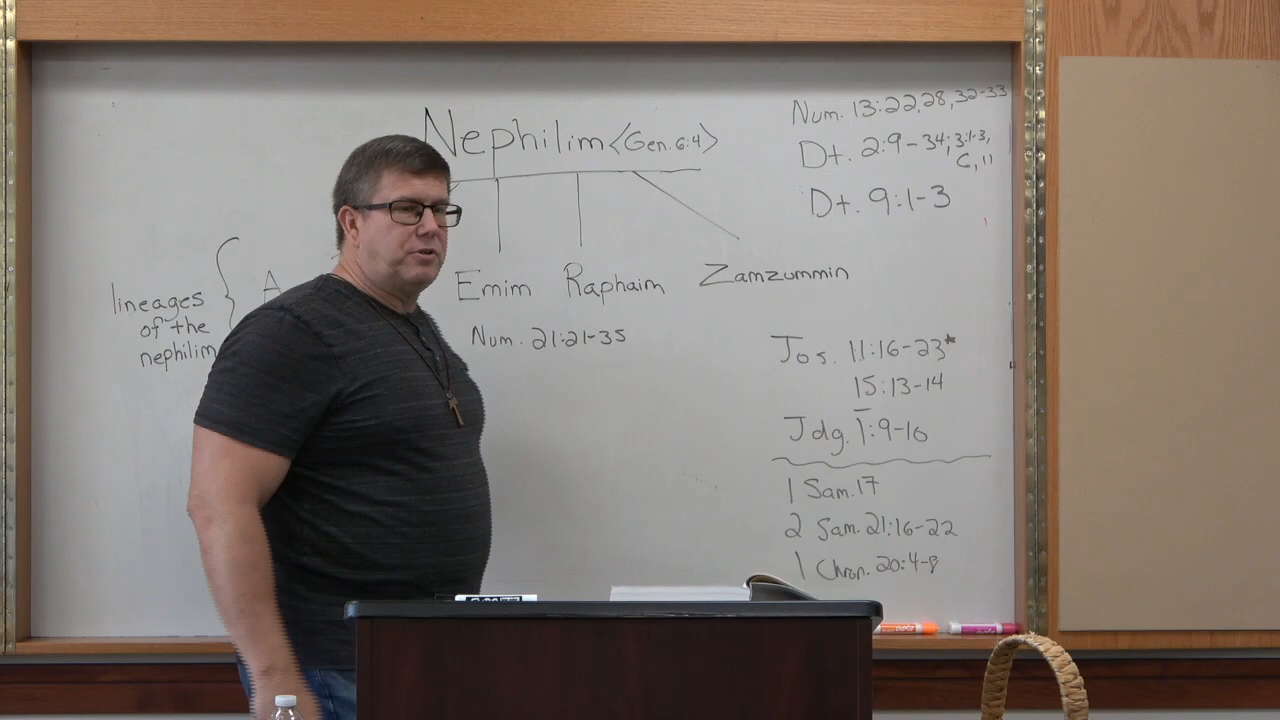 Nephilim <Gen. 6:4>
Num. 13:22,28,32-33
Dt. 2:9-34; 3:1-3,
6,11
Dt. 9:1-3
lineages
of the
nephilim
A
Emim Raphaim Zamzummin
Num. 21:21-35
Jos. 11:16-23*
15:13-14
Jdg. 1:9-10
1 Sam. 17
2 Sam. 21:16-22
1 Chron. 20:4-8